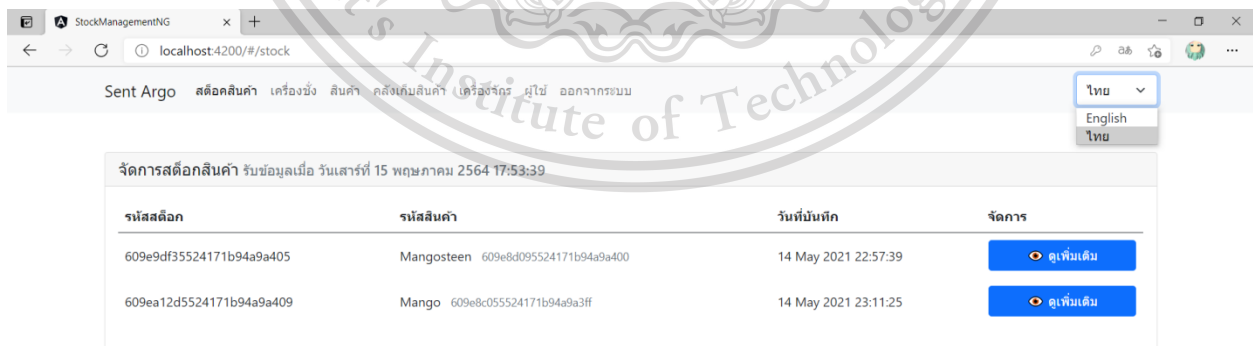 StockManagementNG
localhost:4200/#/stock
Sent Argo สต็อคสินค้า เครื่องชั่ง สินค้า คลังเก็บสินค้า เครื่องจักร ผู้ใช้ ออกจากระบบ ไทย
English
ไทย
s Institute of Technolog
จัดการสต็อกสินค้า รับข้อมูลเมื่อ วันเสาร์ที่ 15 พฤษภาคม 2564 17:53:39
รหัสสต็อก รหัสสินค้า วันที่บันทึก จัดการ
609e9df35524171b94a9a405 Mangosteen 609e8d095524171b94a9a400 14 May 2021 22:57:39 ดูเพิ่มเติม
609ea12d5524171b94a9a409 Mango 609e8c055524171b94a9a3ff 14 May 2021 23:11:25 ดูเพิ่มเติม